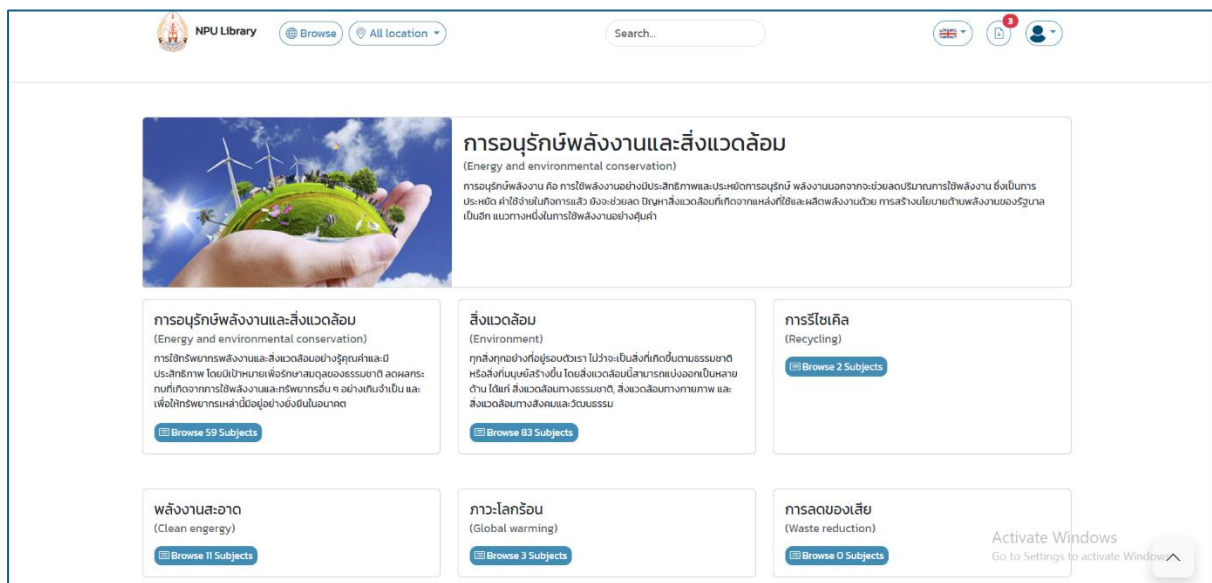 NPU Library
Browse
All location
Search...
3
การอนุรักษ์พลังงานและสิ่งแวดล้อม
(Energy and environmental conservation)
การอนุรักษ์พลังงาน คือ การใช้พลังงานอย่างมีประสิทธิภาพและประหยัดการอนุรักษ์ พลังงานนอกจากจะช่วยลดปริมาณการใช้พลังงาน ซึ่งเป็นการ
ประหยัด ค่าใช้จ่ายในกิจการแล้ว ยังจะช่วยลด ปัญหาสิ่งแวดล้อมที่เกิดจากแหล่งที่ใช้และผลิตพลังงานด้วย การสร้างนโยบายด้านพลังงานของรัฐบาล
เป็นอีก แนวทางหนึ่งในการใช้พลังงานอย่างคุ้มค่า
การอนุรักษ์พลังงานและสิ่งแวดล้อม
(Energy and environmental conservation)
การใช้ทรัพยากรพลังงานและสิ่งแวดล้อมอย่างรู้คุณค่าและมี
ประสิทธิภาพ โดยมีเป้าหมายเพื่อรักษาสมดุลของธรรมชาติ ลดผลกระ
ทบที่เกิดจากการใช้พลังงานและทรัพยากรอื่น ๆ อย่างเกินจำเป็น และ
เพื่อให้ทรัพยากรเหล่านี้มีอยู่อย่างยั่งยืนในอนาคต
Browse 59 Subjects
สิ่งแวดล้อม
(Environment)
ทุกสิ่งทุกอย่างที่อยู่รอบตัวเรา ไม่ว่าจะเป็นสิ่งที่เกิดขึ้นตามธรรมชาติ
หรือสิ่งที่มนุษย์สร้างขึ้น โดยสิ่งแวดล้อมนี้สามารถแบ่งออกเป็นหลาย
ด้าน ได้แก่ สิ่งแวดล้อมทางธรรมชาติ, สิ่งแวดล้อมทางกายภาพ และ
สิ่งแวดล้อมทางสังคมและวัฒนธรรม
Browse 83 Subjects
การรีไซเคิล
(Recycling)
Browse 2 Subjects
พลังงานสะอาด
(Clean engergy)
Browse 11 Subjects
ภาวะโลกร้อน
(Global warming)
Browse 3 Subjects
การลดของเสีย
(Waste reduction)
Browse 0 Subjects
Activate Windows
Go to Settings to activate Windows